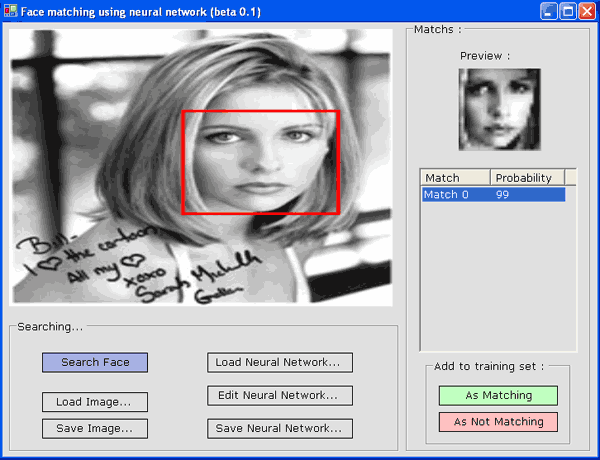 Face matching using neural network (beta 0.1)
Bill-
I ♡ the cartoon,
All my ♡
xoxo
Sarah Michelle
Gellar
Searching...
Search Face
Load Neural Network...
Load Image...
Edit Neural Network...
Save Image...
Save Neural Network...
Matchs :
Preview :
Match Probability
Match 0 99
Add to training set :
As Matching
As Not Matching